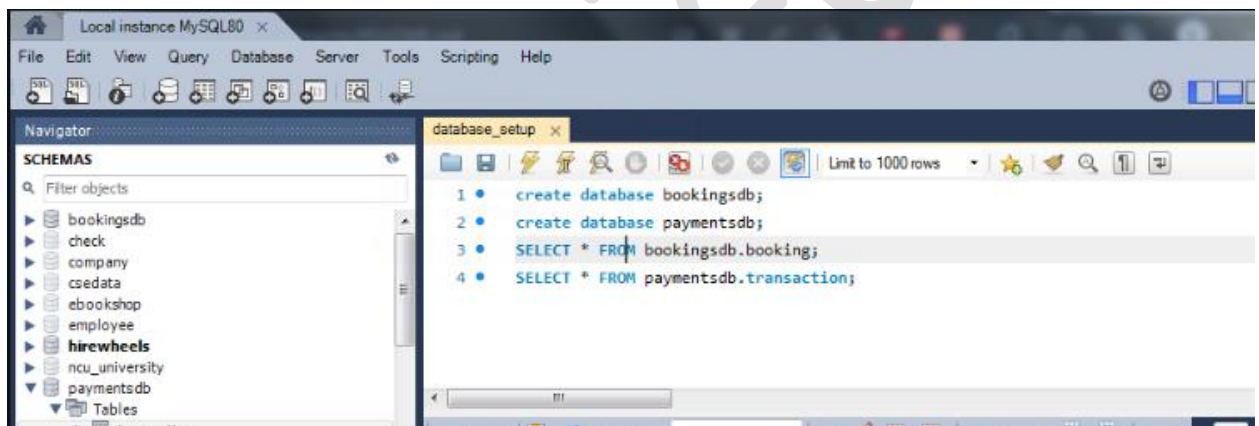 Local instance MySQL80
File Edit View Query Database Server Tools Scripting Help
Navigator
SCHEMAS
Filter objects
bookingsdb
check
company
csedata
ebookshop
employee
hirewheels
ncu_university
paymentsdb
Tables
database_setup
Limit to 1000 rows
1 create database bookingsdb;
2 create database paymentsdb;
3 SELECT * FROM bookingsdb.booking;
4 SELECT * FROM paymentsdb.transaction;